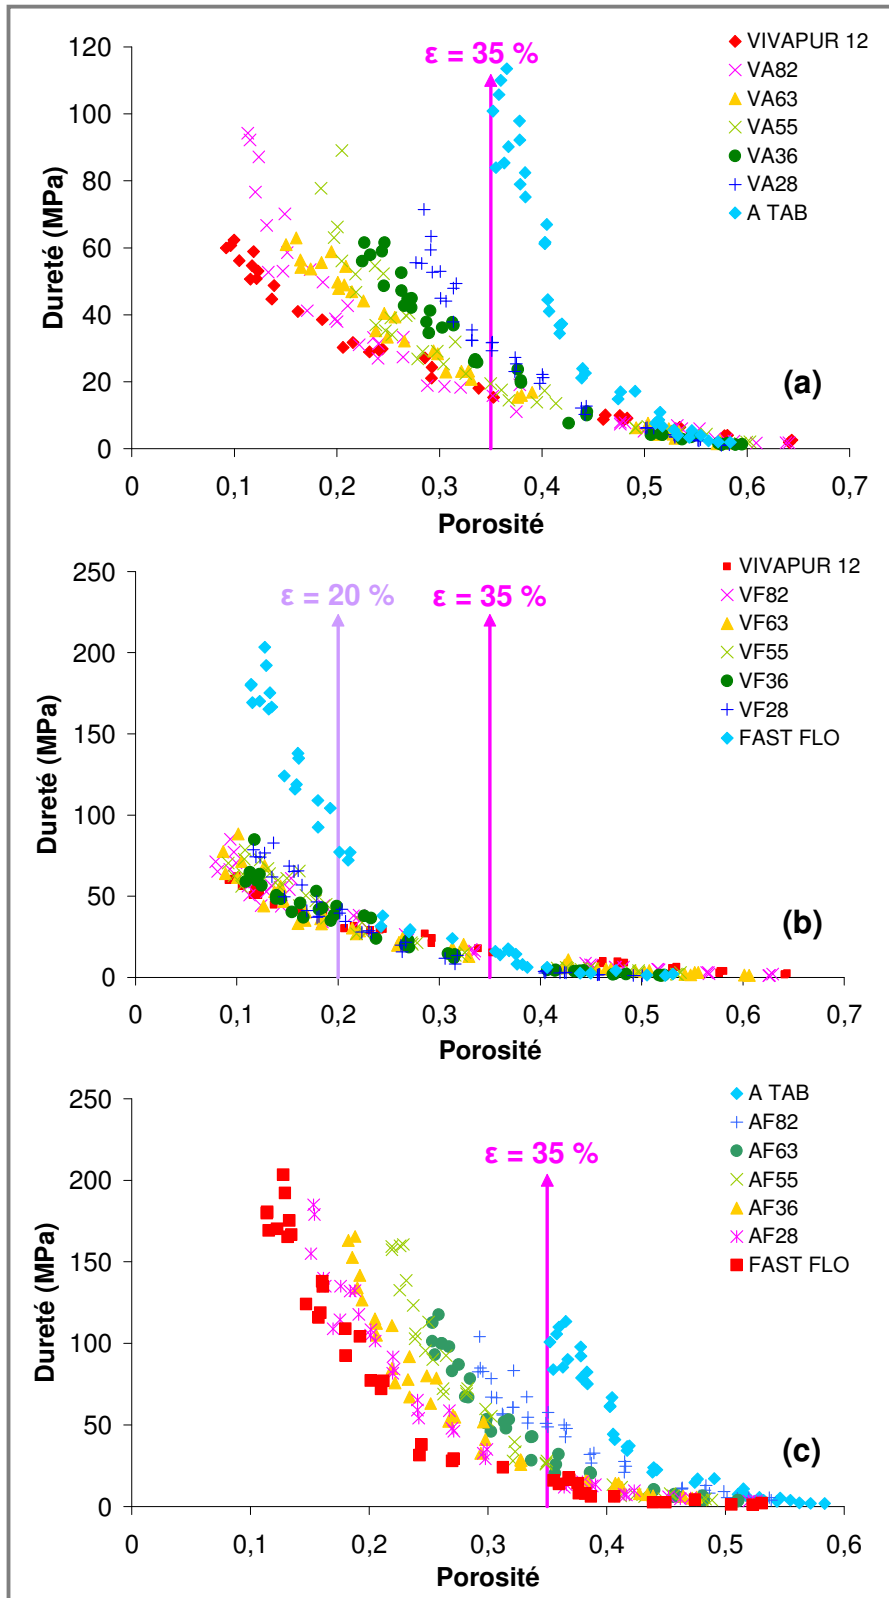 120
100
80
60
40
20
0
Dureté (MPa)
ε = 35 %
VIVAPUR 12
VA82
VA63
VA55
VA36
VA28
A TAB
(a)
0
0,1
0,2
0,3
0,4
0,5
0,6
0,7
Porosité
250
200
150
100
50
0
Dureté (MPa)
ε = 20 %
ε = 35 %
VIVAPUR 12
VF82
VF63
VF55
VF36
VF28
FAST FLO
(b)
0
0,1
0,2
0,3
0,4
0,5
0,6
0,7
Porosité
250
200
150
100
50
0
Dureté (MPa)
ε = 35 %
A TAB
AF82
AF63
AF55
AF36
AF28
FAST FLO
(c)
0
0,1
0,2
0,3
0,4
0,5
0,6
Porosité